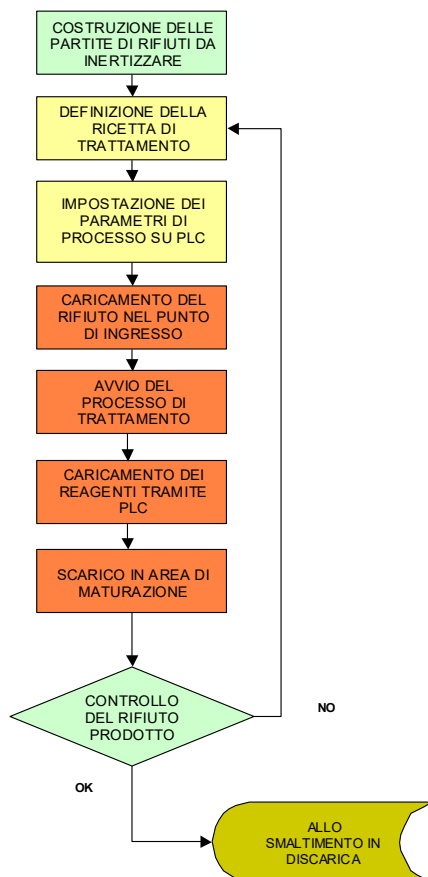 COSTRUZIONE DELLE
PARTITE DI RIFIUTI DA
INERTIZZARE
DEFINIZIONE DELLA
RICETTA DI
TRATTAMENTO
IMPOSTAZIONE DEI
PARAMETRI DI
PROCESSO SU PLC
CARICAMENTO DEL
RIFIUTO NEL PUNTO
DI INGRESSO
AVVIO DEL
PROCESSO DI
TRATTAMENTO
CARICAMENTO DEI
REAGENTI TRAMITE
PLC
SCARICO IN AREA DI
MATURAZIONE
CONTROLLO
DEL RIFIUTO
PRODOTTO
NO
OK
ALLO
SMALTIMENTO IN
DISCARICA